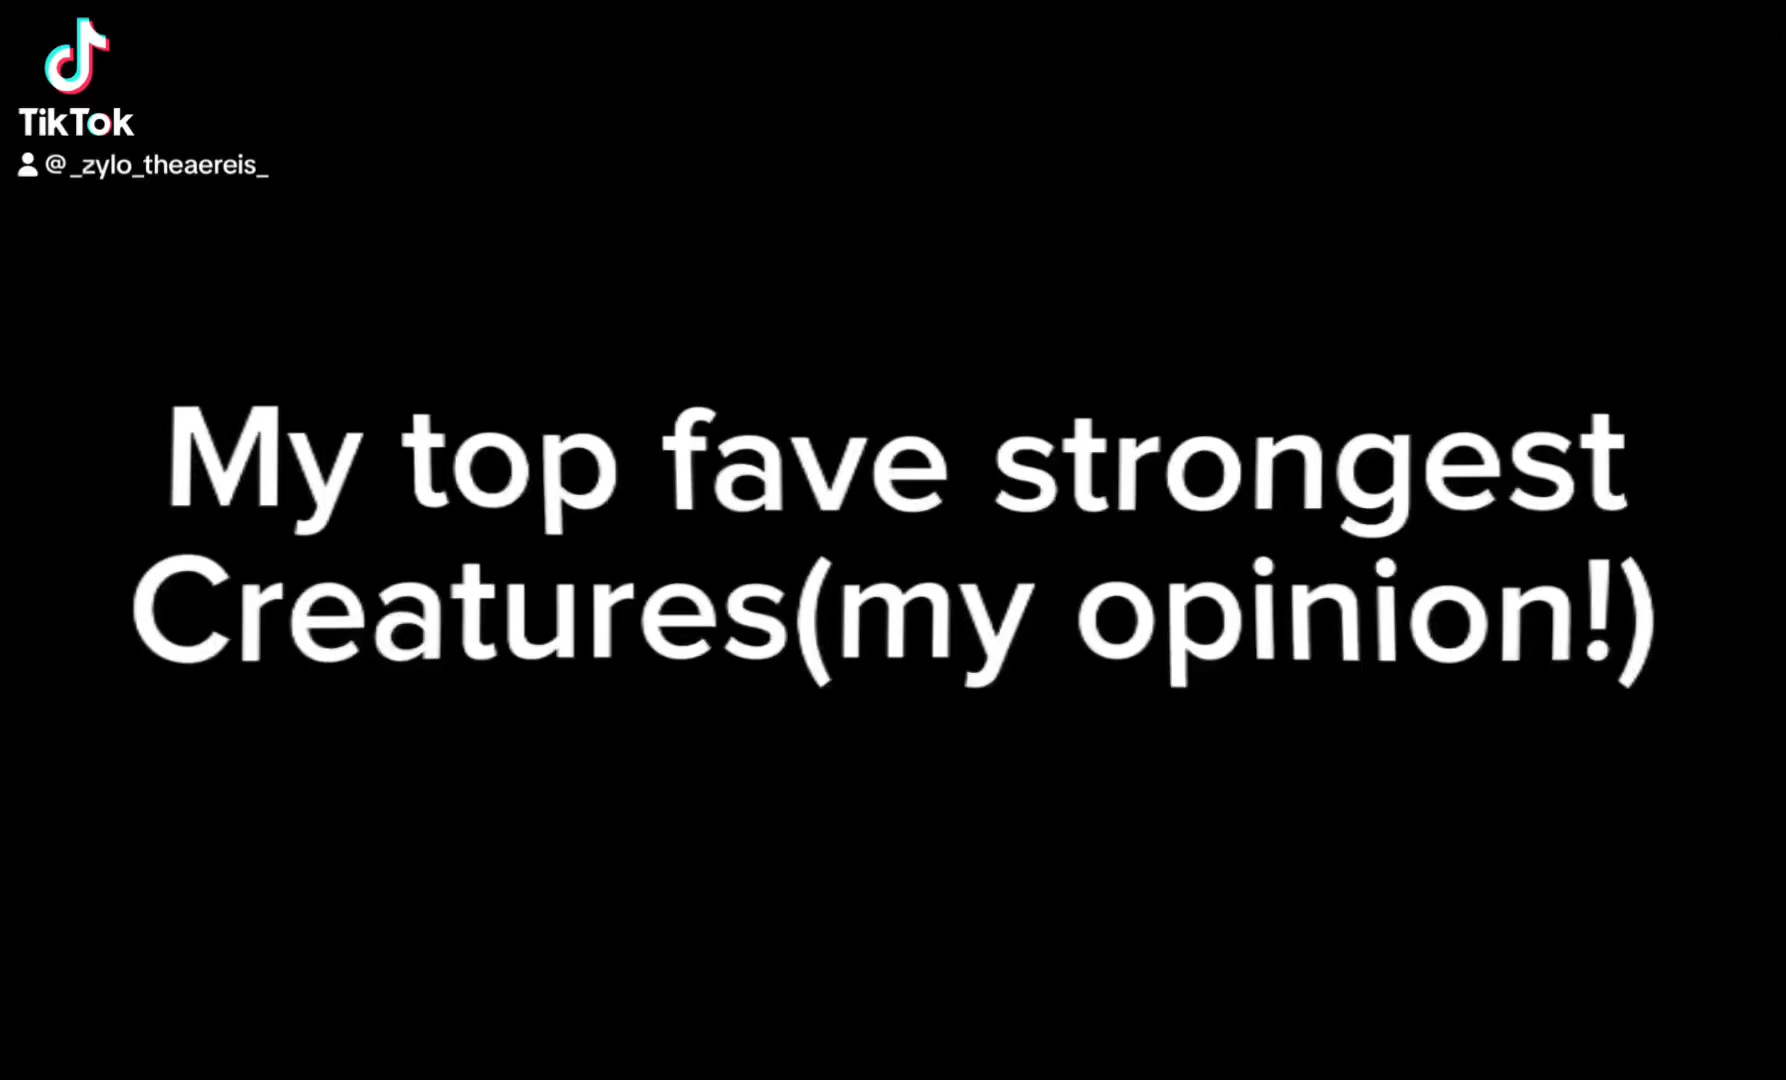 TikTok
@_zylo_theaereis_
My top fave strongest
Creatures(my opinion!)